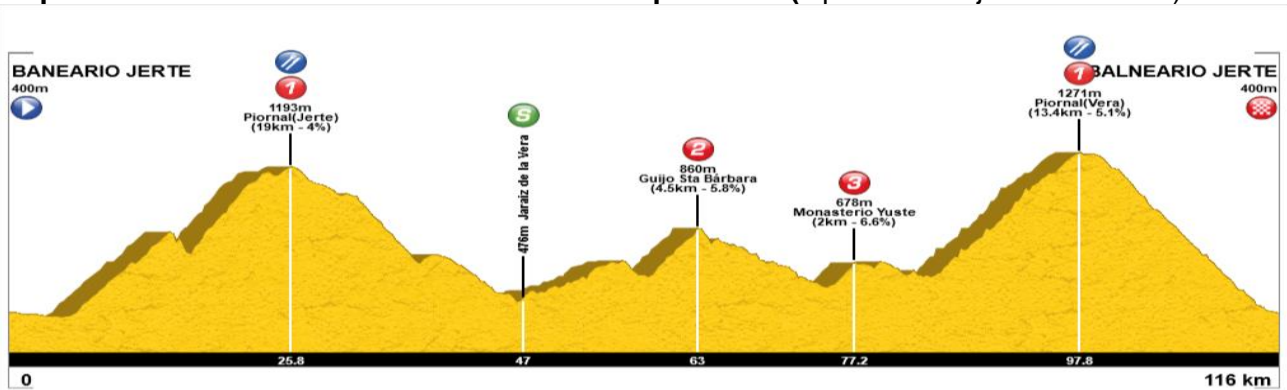 BANEARIO JERTE
400m
1
1193m
Piornal(Jerte)
(19km - 4%)
S
476m Jaraiz de la Vera
2
860m
Guijo Sta Bárbara
(4.5km - 5.8%)
3
678m
Monasterio Yuste
(2km - 6.6%)
1
1271m
Piornal(Vera)
(13.4km - 5.1%)
BALNEARIO JERTE
400m
25.8
47
63
77.2
97.8
0
116 km